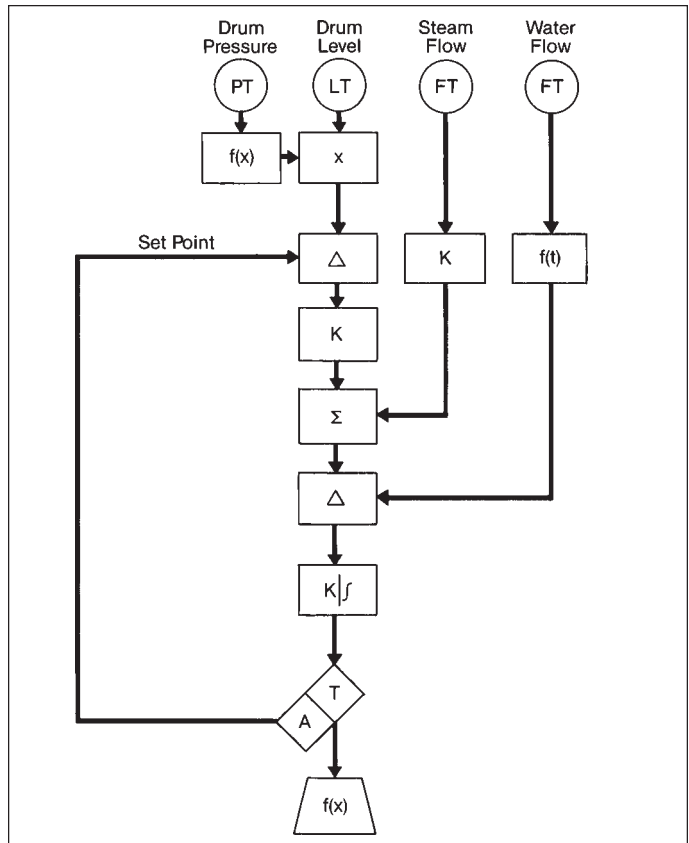 Drum
Pressure
Drum
Level
Steam
Flow
Water
Flow
PT
LT
FT
FT
f(x)
x
Set Point
△
K
f(t)
K
Σ
△
K|∫
T
A
f(x)